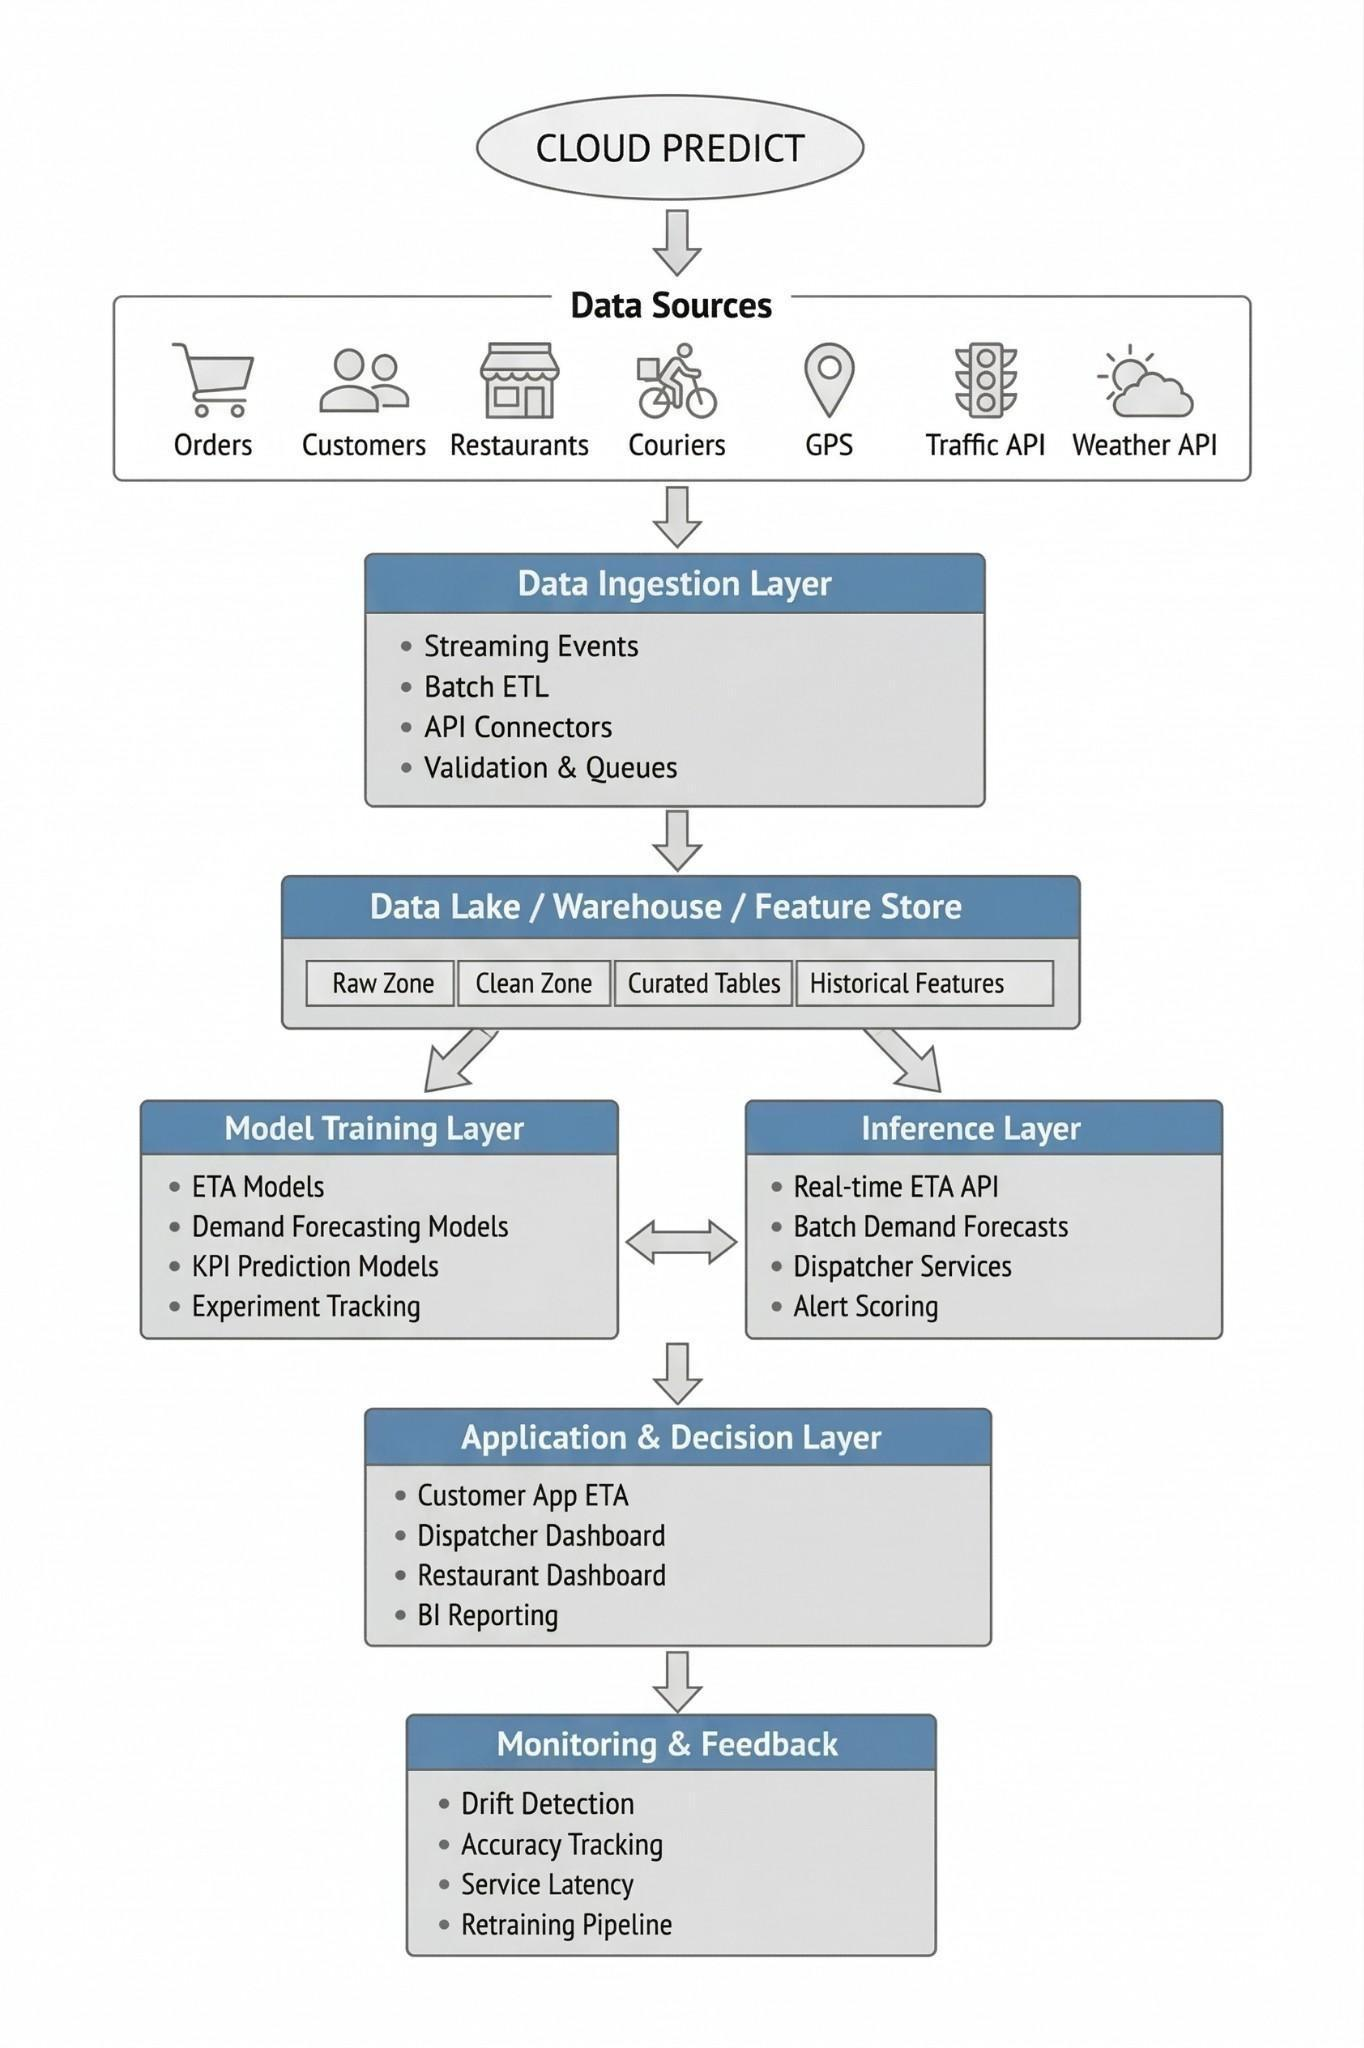 CLOUD PREDICT
Data Sources
Orders Customers Restaurants Couriers GPS Traffic API Weather API
Data Ingestion Layer
• Streaming Events
• Batch ETL
• API Connectors
• Validation & Queues
Data Lake / Warehouse / Feature Store
Raw Zone Clean Zone Curated Tables Historical Features
Model Training Layer
• ETA Models
• Demand Forecasting Models
• KPI Prediction Models
• Experiment Tracking
Inference Layer
• Real-time ETA API
• Batch Demand Forecasts
• Dispatcher Services
• Alert Scoring
Application & Decision Layer
• Customer App ETA
• Dispatcher Dashboard
• Restaurant Dashboard
• BI Reporting
Monitoring & Feedback
• Drift Detection
• Accuracy Tracking
• Service Latency
• Retraining Pipeline